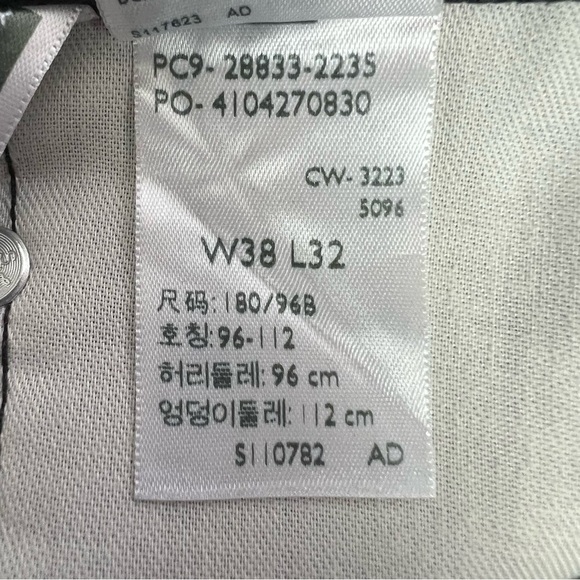 S117623 AD
PC9- 28833-2235
PO- 4104270830
CW- 3223
5096
W38 L32
尺码: 180/96B
호칭: 96-112
허리둘레: 96 cm
엉덩이둘레: 112 cm
S110782 AD